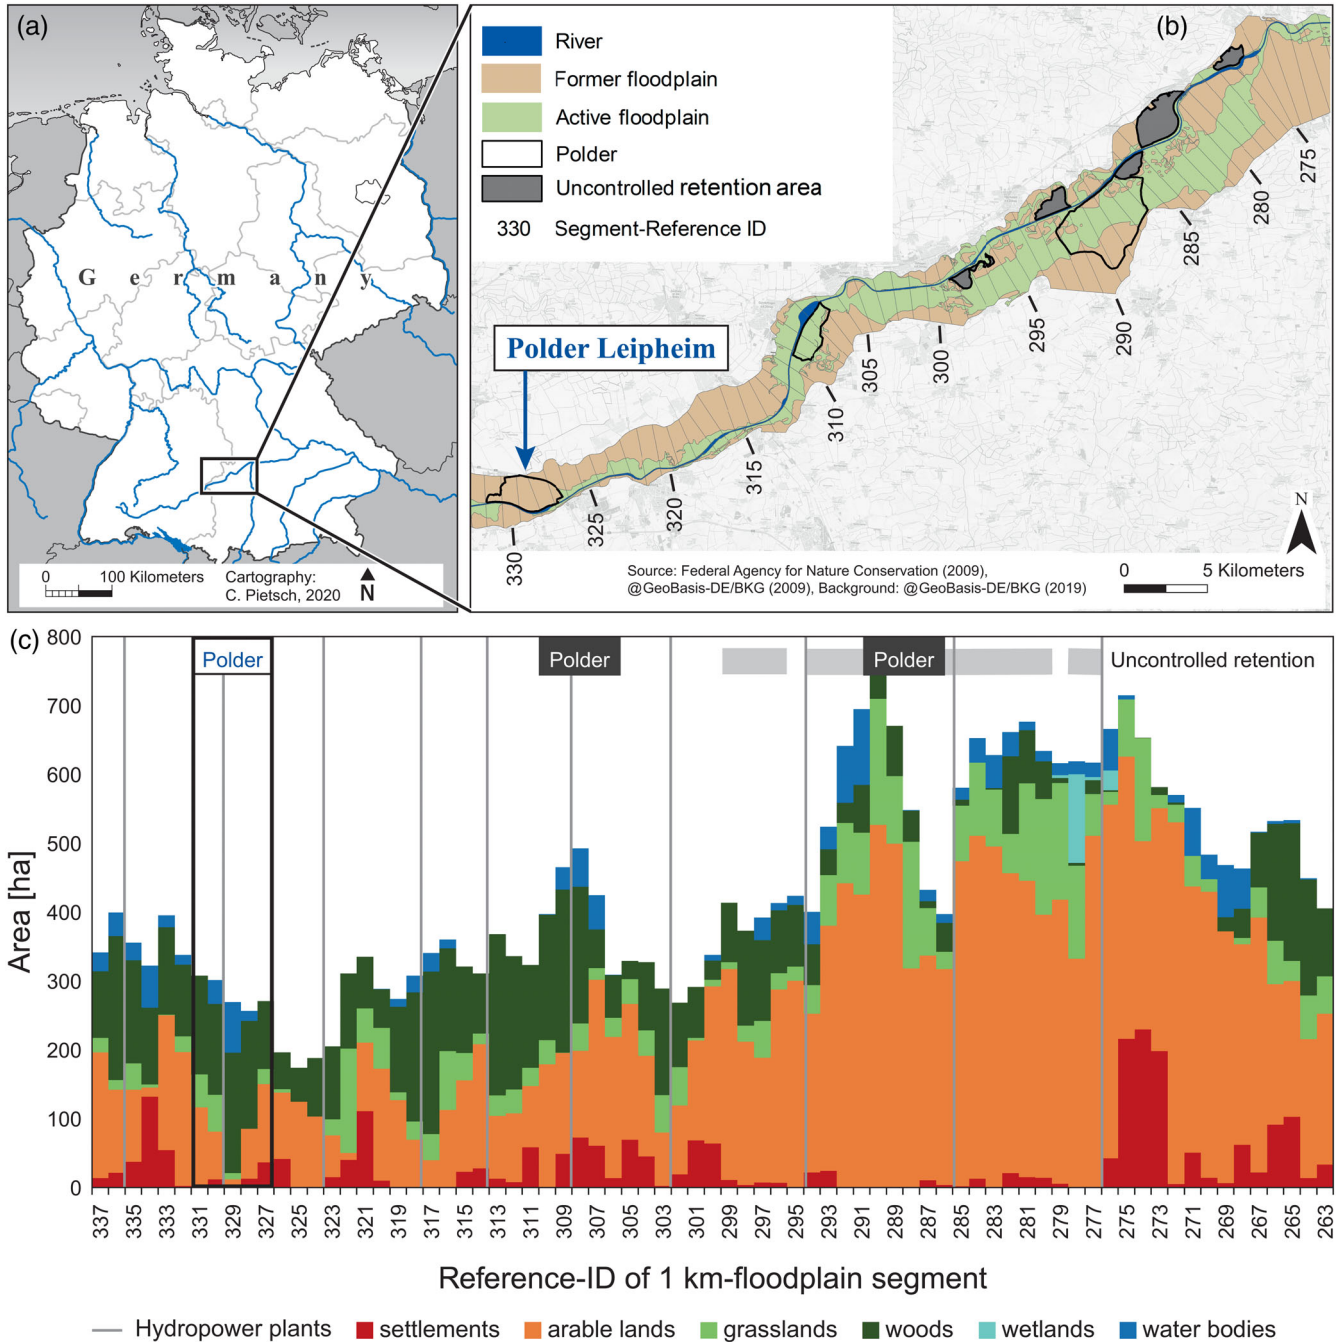 (a)
G e r m a n y
0 100 Kilometers
Cartography:
C. Pietsch, 2020
N
(b)
River
Former floodplain
Active floodplain
Polder
Uncontrolled retention area
330 Segment-Reference ID
Polder Leipheim
275
280
285
290
295
300
305
310
315
320
325
330
N
Source: Federal Agency for Nature Conservation (2009),
@GeoBasis-DE/BKG (2009), Background: @GeoBasis-DE/BKG (2019)
0 5 Kilometers
(c)
Polder
Polder
Polder
Uncontrolled retention
Area [ha]
800
700
600
500
400
300
200
100
0
337 335 333 331 329 327 325 323 321 319 317 315 313 311 309 307 305 303 301 299 297 295 293 291 289 287 285 283 281 279 277 275 273 271 269 267 265 263
Reference-ID of 1 km-floodplain segment
Hydropower plants settlements arable lands grasslands woods wetlands water bodies